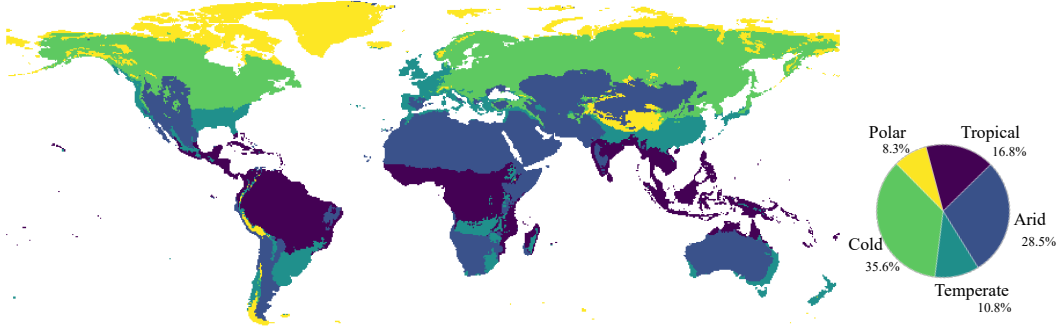 Polar
8.3%
Tropical
16.8%
Arid
28.5%
Cold
35.6%
Temperate
10.8%